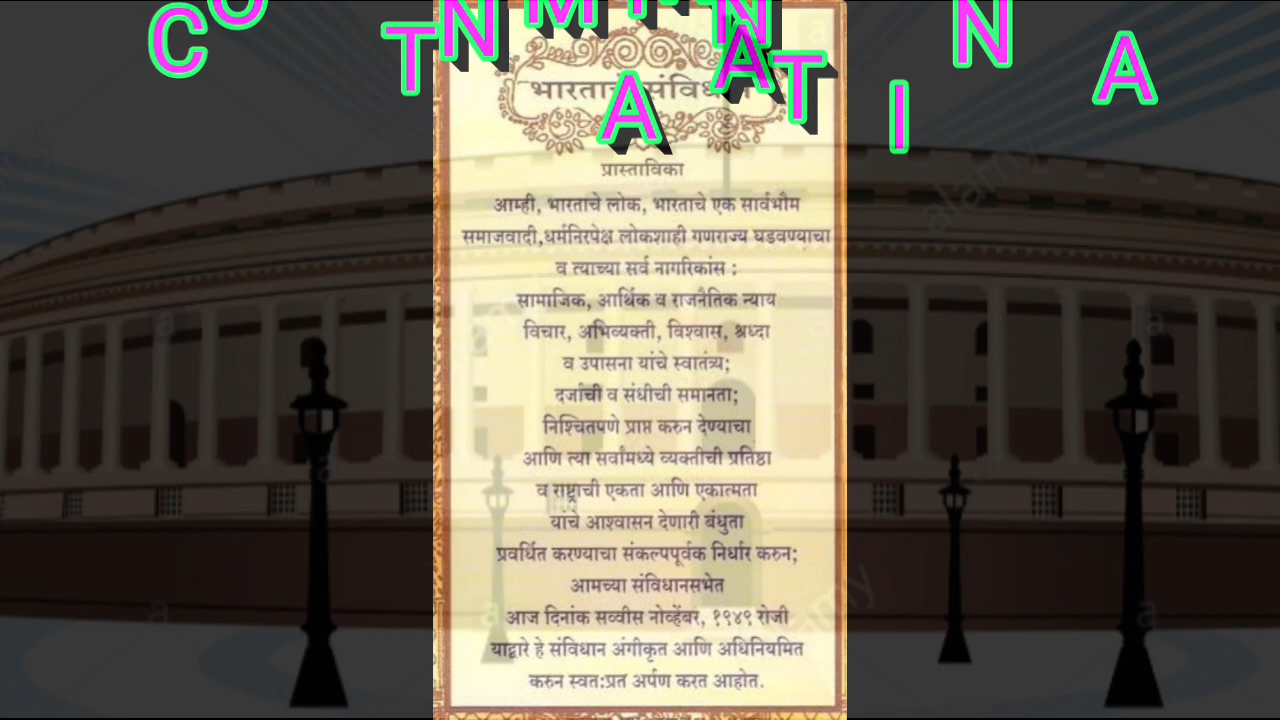 C O T N M I N A A T I N A
भारताचे संविधान
प्रास्ताविका
आम्ही, भारताचे लोक, भारताचे एक सार्वभौम
समाजवादी,धर्मनिरपेक्ष लोकशाही गणराज्य घडवण्याचा
व त्याच्या सर्व नागरिकांस :
सामाजिक, आर्थिक व राजनैतिक न्याय
विचार, अभिव्यक्ती, विश्वास, श्रध्दा
व उपासना यांचे स्वातंत्र्य;
दर्जाची व संधीची समानता;
निश्चितपणे प्राप्त करुन देण्याचा
आणि त्या सर्वांमध्ये व्यक्तीची प्रतिष्ठा
व राष्ट्राची एकता आणि एकात्मता
यांचे आश्वासन देणारी बंधुता
प्रवर्धित करण्याचा संकल्पपूर्वक निर्धार करुन;
आमच्या संविधानसभेत
आज दिनांक सव्वीस नोव्हेंबर, १९४९ रोजी
याद्वारे हे संविधान अंगीकृत आणि अधिनियमित
करुन स्वत:प्रत अर्पण करत आहोत.
alamy